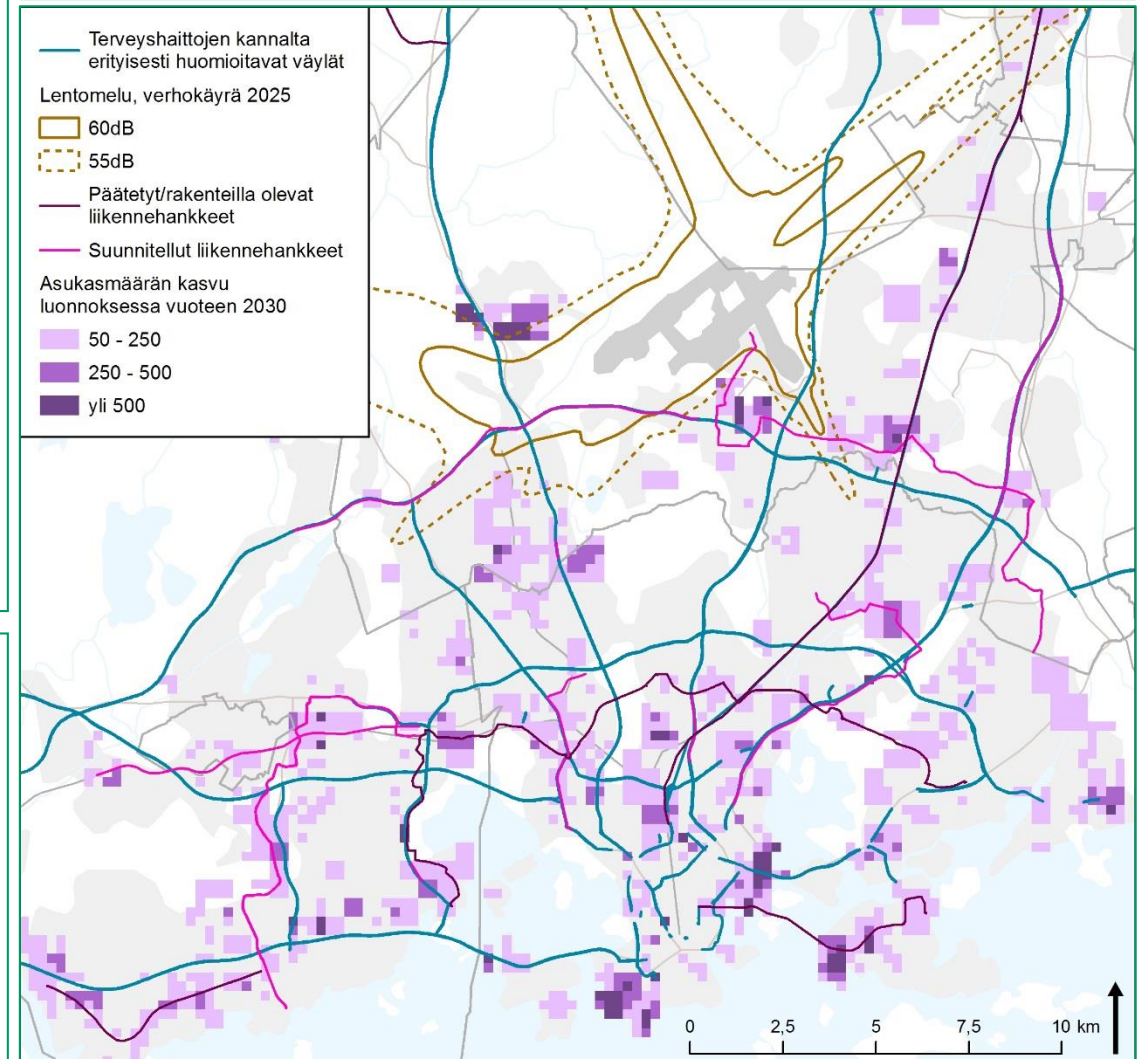 Terveyshaittojen kannalta
erityisesti huomioitavat väylät
Lentomelu, verhokäyrä 2025
60dB
55dB
Päätetyt/rakenteilla olevat
liikennehankkeet
Suunnitellut liikennehankkeet
Asukasmäärän kasvu
luonnoksessa vuoteen 2030
50 - 250
250 - 500
yli 500
0 2,5 5 7,5 10 km